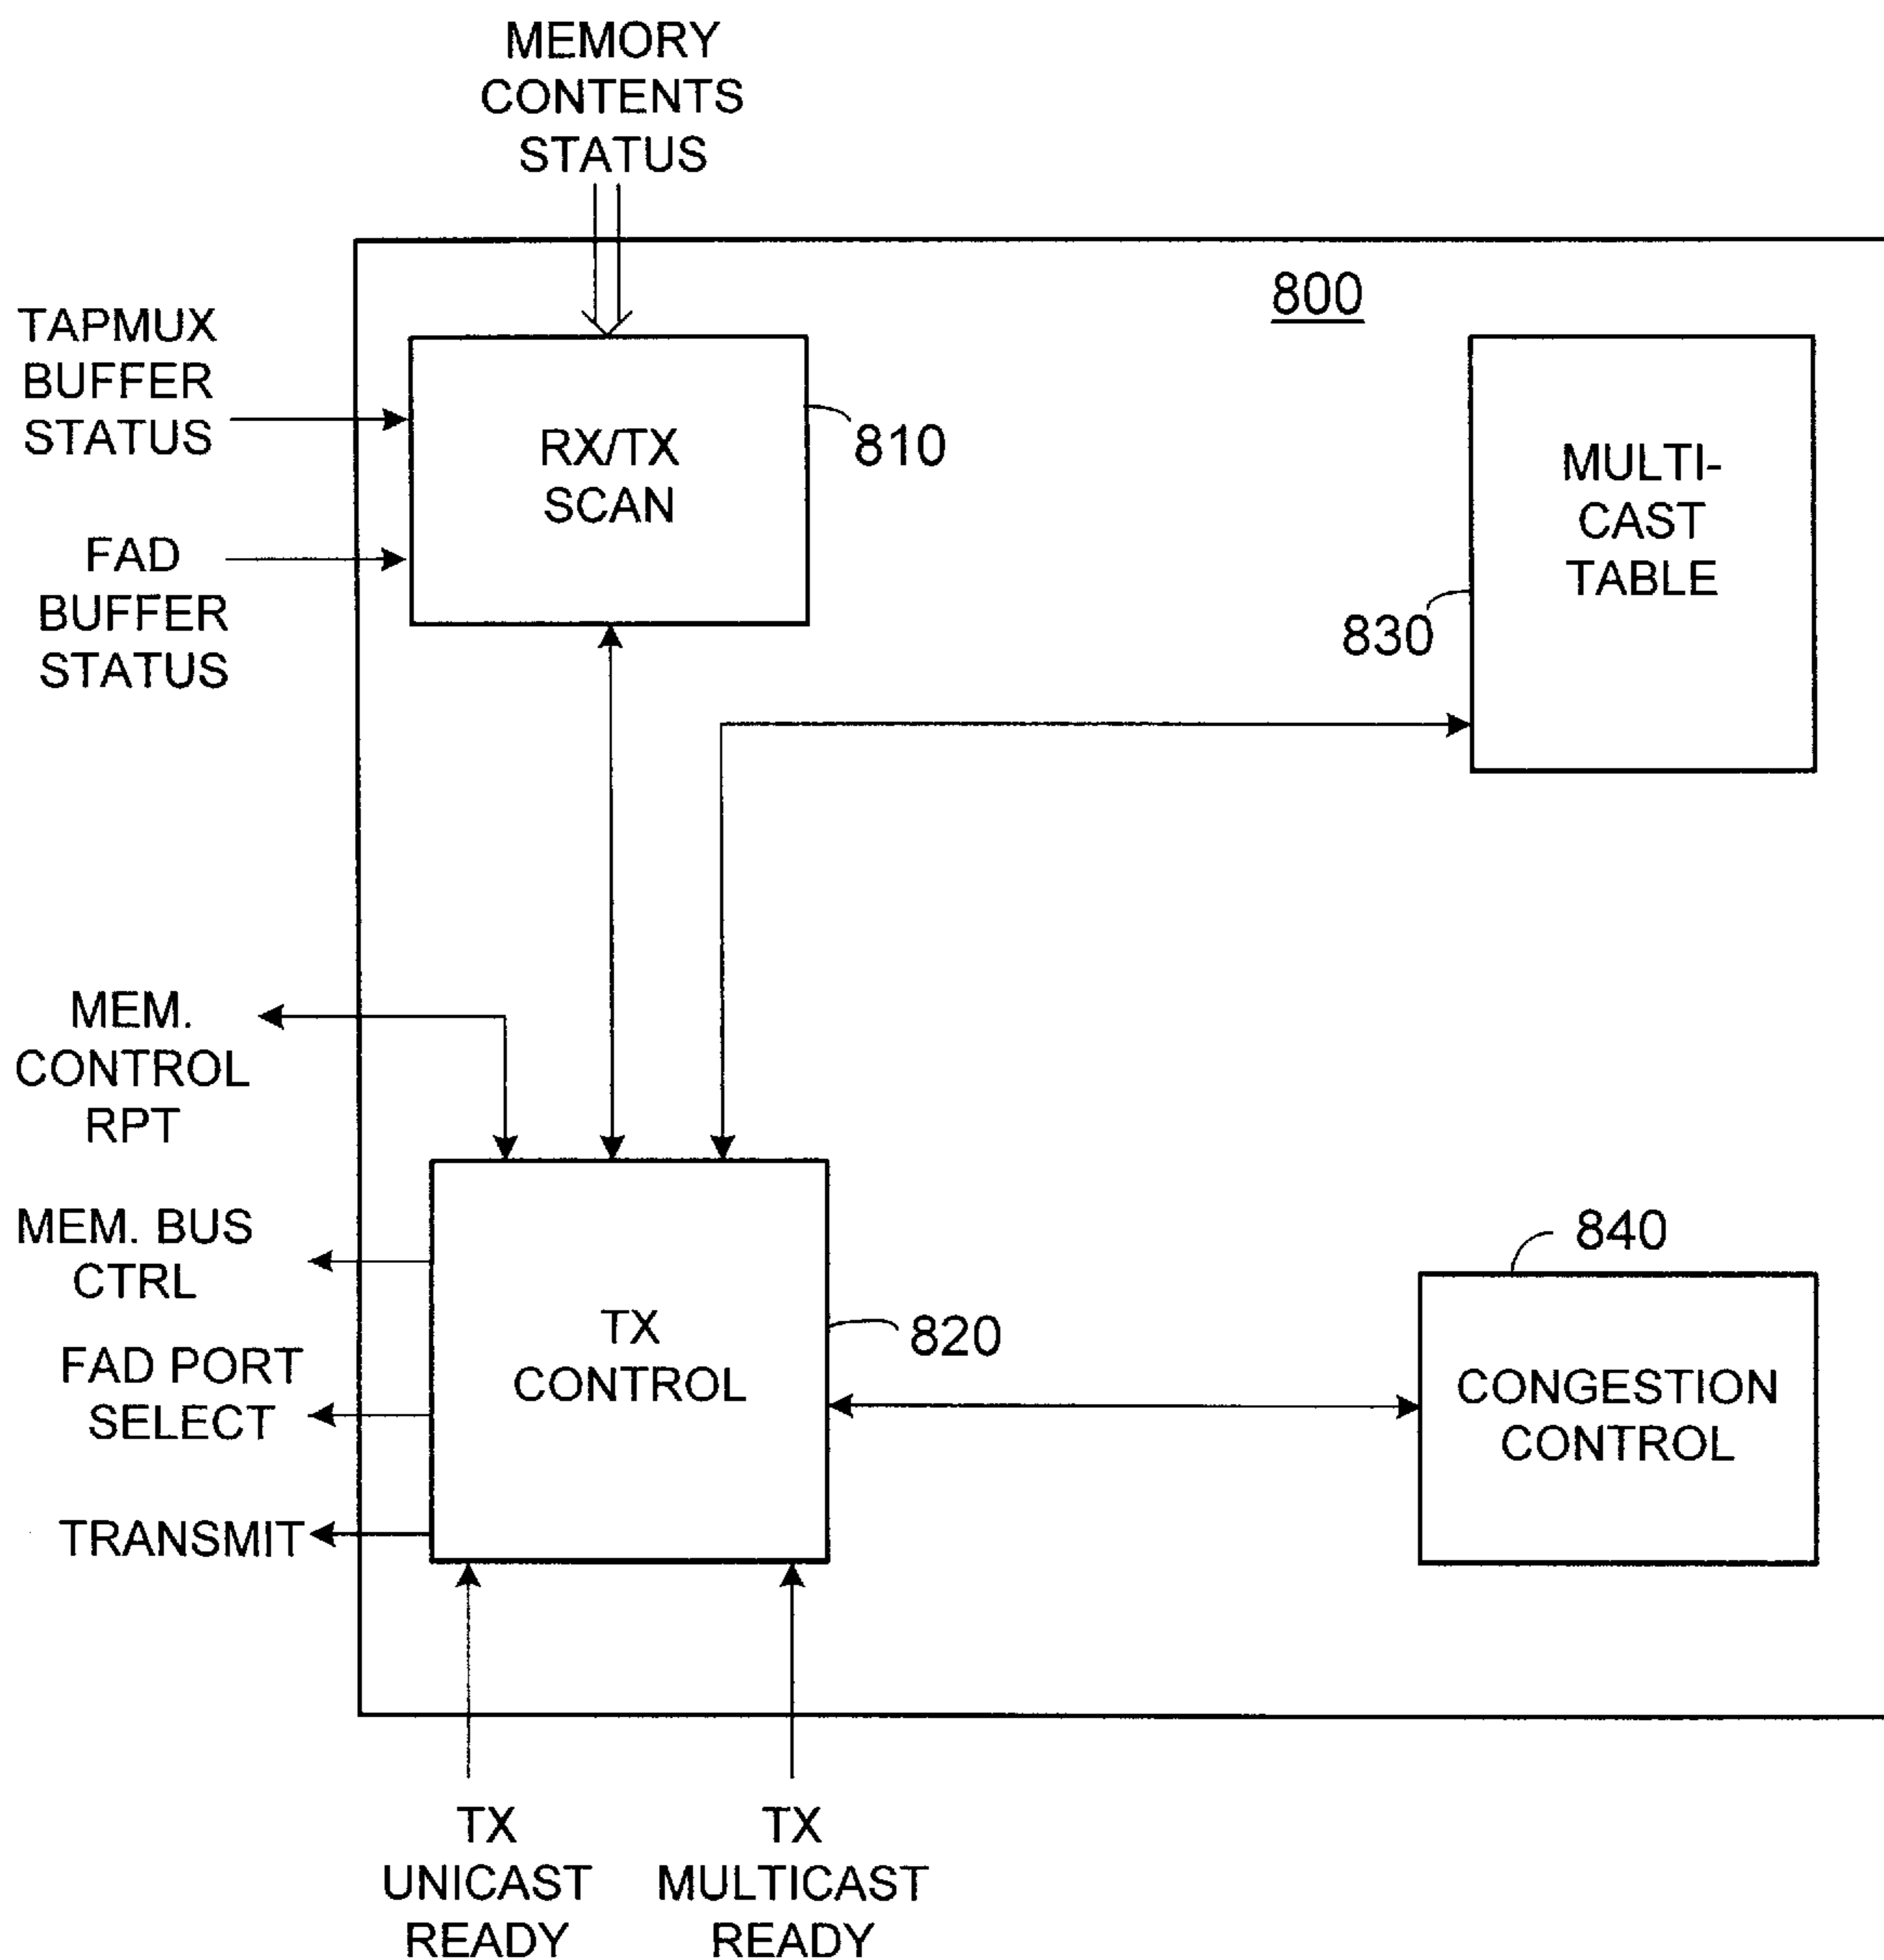 MEMORY
CONTENTS
STATUS
800
TAPMUX
BUFFER
STATUS
RX/TX
SCAN
810
MULTI-
CAST
TABLE
830
FAD
BUFFER
STATUS
MEM.
CONTROL
RPT
MEM. BUS
CTRL
FAD PORT
SELECT
TRANSMIT
TX
CONTROL
820
840
CONGESTION
CONTROL
TX
UNICAST
READY
TX
MULTICAST
READY